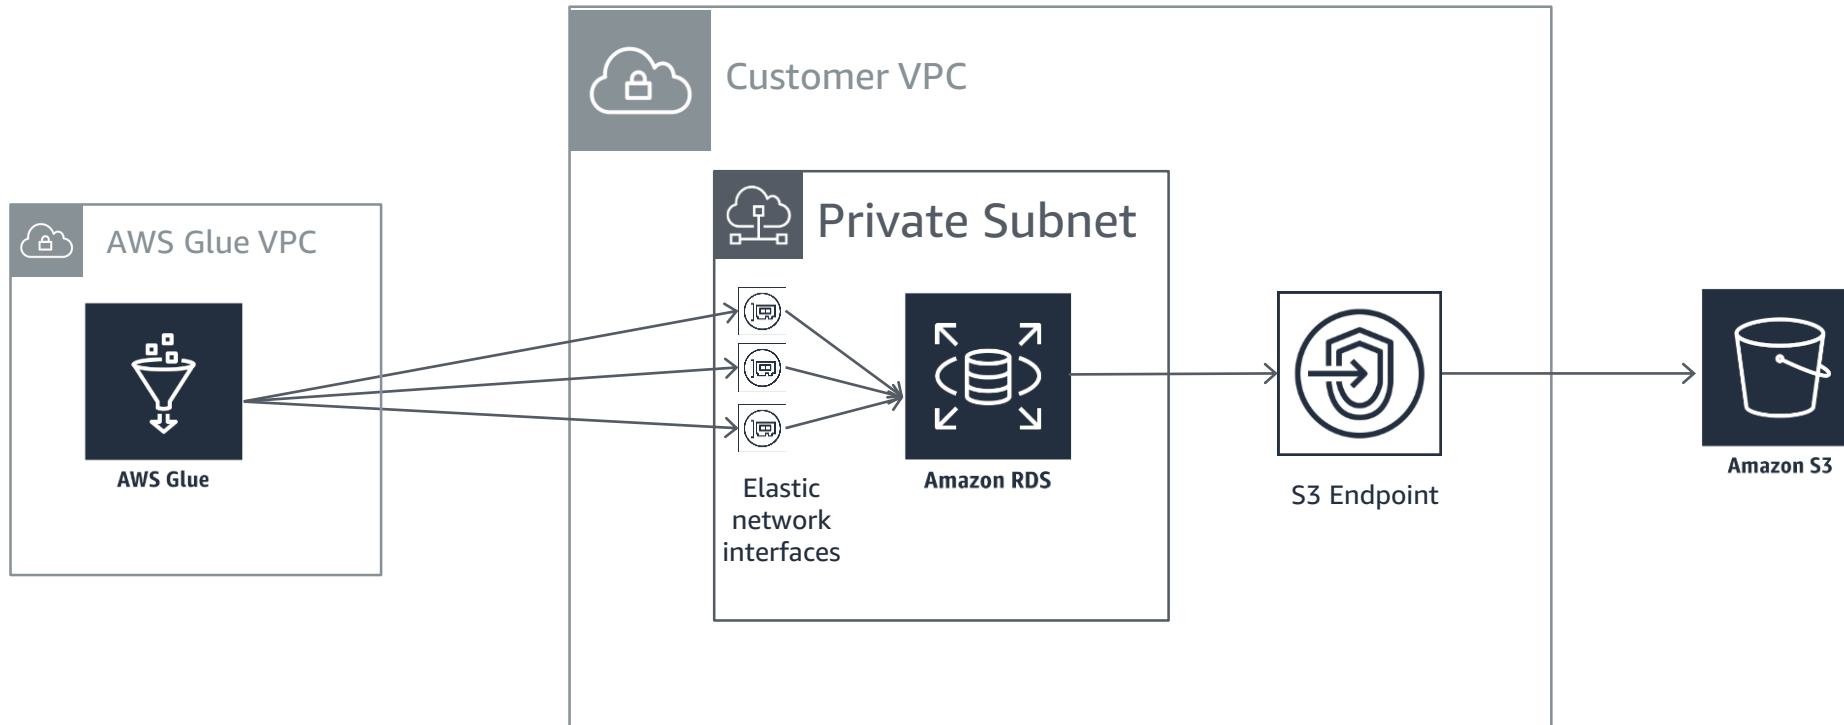 Customer VPC
Private Subnet
AWS Glue VPC
AWS Glue
Elastic
network
interfaces
Amazon RDS
S3 Endpoint
Amazon S3